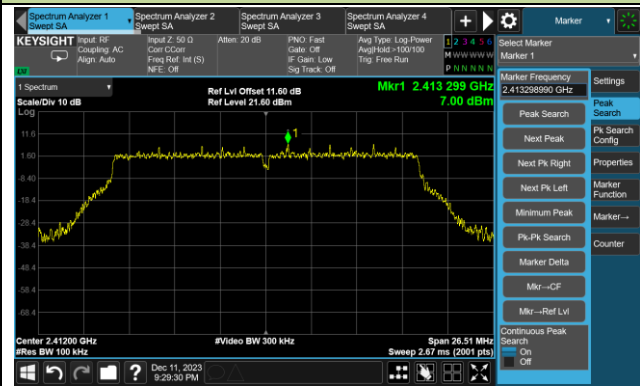 Spectrum Analyzer 1
Swept SA
Spectrum Analyzer 2
Swept SA
Spectrum Analyzer 3
Swept SA
Spectrum Analyzer 4
Swept SA
+
Marker
KEYSIGHT
Input: RF
Coupling: AC
Align: Auto
Input Z: 50 Ω
Corr CCorr
Freq Ref: Int (S)
NFE: Off
Atten: 20 dB
PNO: Fast
Gate: Off
IF Gain: Low
Sig Track: Off
Avg Type: Log-Power
Avg|Hold >100/100
Trig: Free Run
1 2 3 4 5 6
M W W W W W
P N N N N N
Select Marker
Marker 1
1 Spectrum
Scale/Div 10 dB
Log
Ref Lvl Offset 11.60 dB
Ref Level 21.60 dBm
Mkr1 2.413 299 GHz
7.00 dBm
11.6
1.60
-8.40
-18.4
-28.4
-38.4
-48.4
-58.4
-68.4
1
Center 2.41200 GHz
#Res BW 100 kHz
#Video BW 300 kHz
Span 26.51 MHz
Sweep 2.67 ms (2001 pts)
Marker Frequency
2.413298990 GHz
Peak Search
Next Peak
Next Pk Right
Next Pk Left
Minimum Peak
Pk-Pk Search
Marker Delta
Mkr→CF
Mkr→Ref Lvl
Continuous Peak
Search
On
Off
Settings
Peak
Search
Pk Search
Config
Properties
Marker
Function
Marker→
Counter
?
Dec 11, 2023
9:29:30 PM